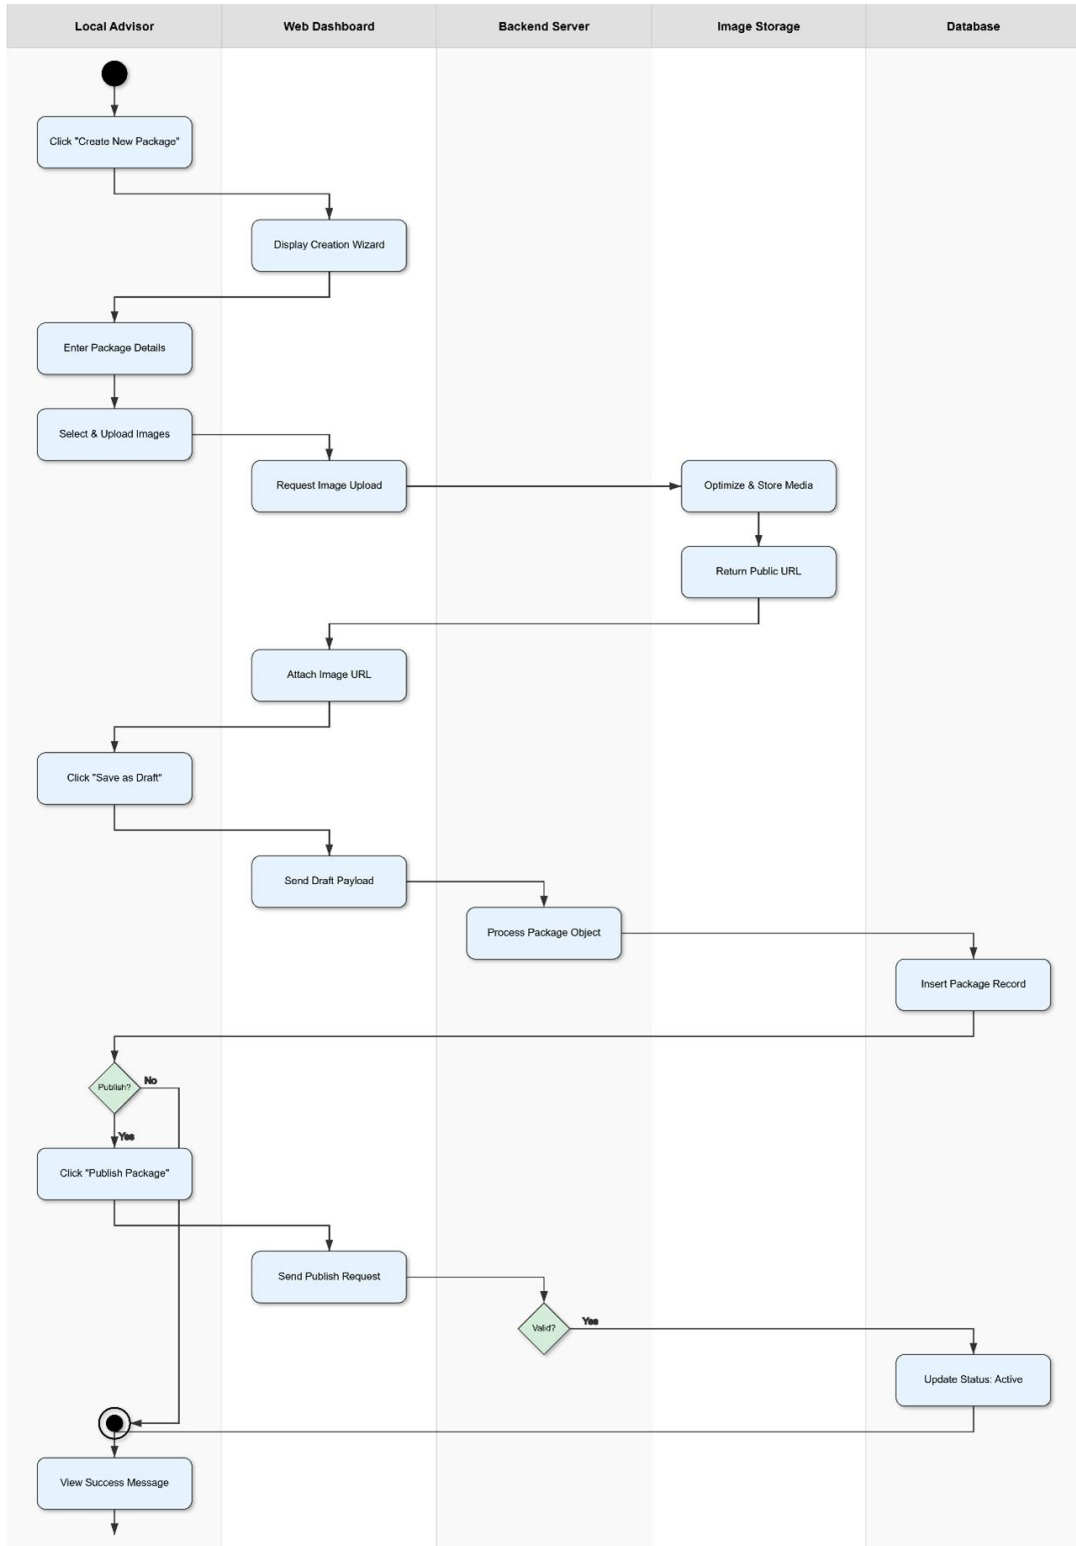 Local Advisor
Web Dashboard
Backend Server
Image Storage
Database
Click "Create New Package"
Display Creation Wizard
Enter Package Details
Select & Upload Images
Request Image Upload
Optimize & Store Media
Return Public URL
Attach Image URL
Click "Save as Draft"
Send Draft Payload
Process Package Object
Insert Package Record
Publish?
No
Yes
Click "Publish Package"
Send Publish Request
Valid?
Yes
Update Status: Active
View Success Message